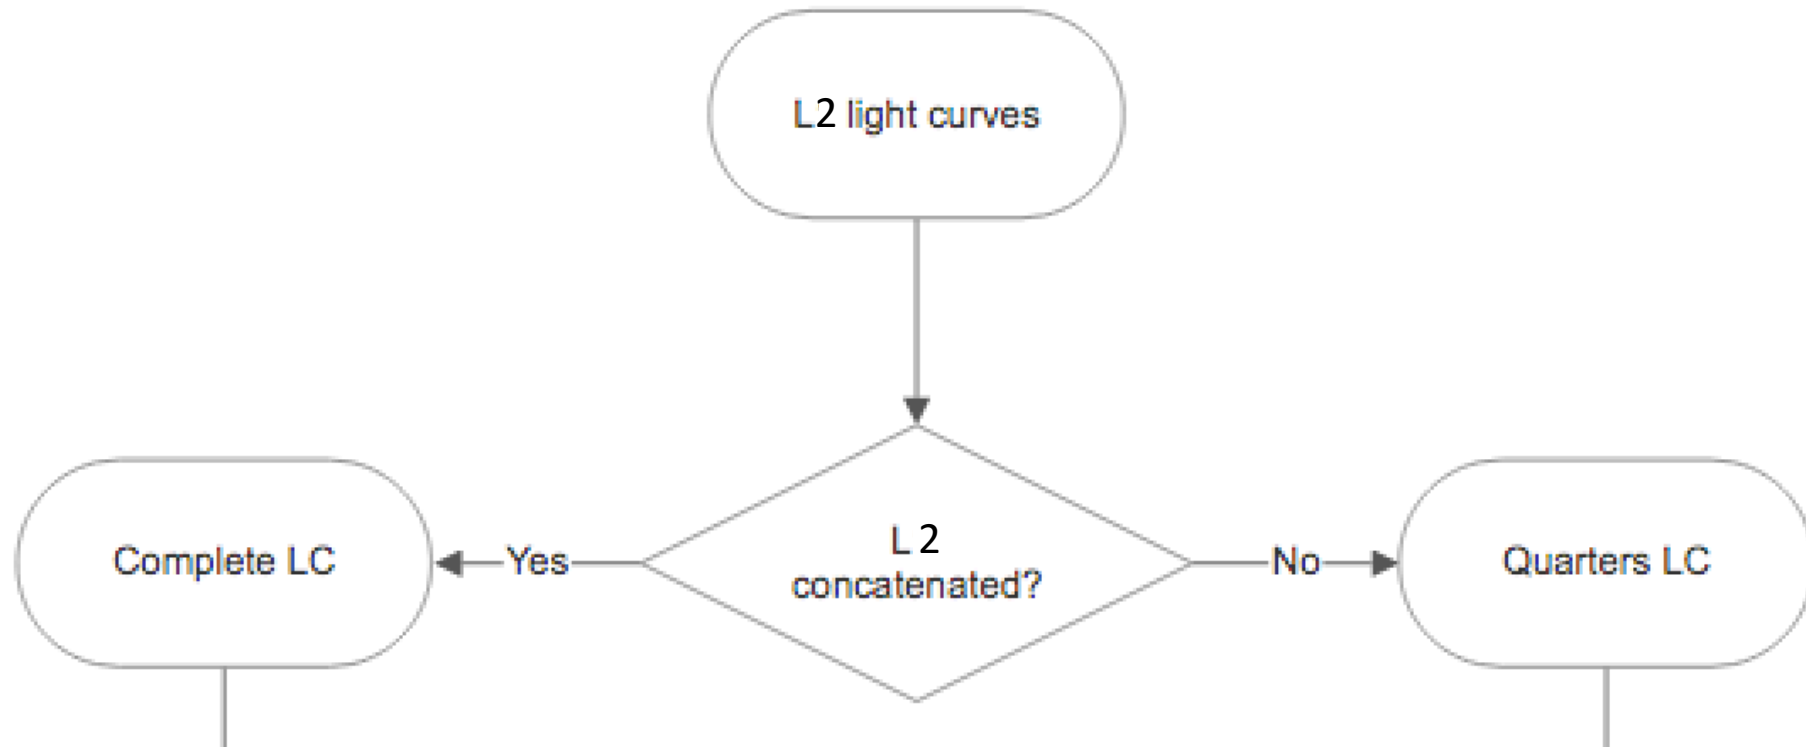 L2 light curves
L 2
concatenated?
Complete LC
Yes
No
Quarters LC